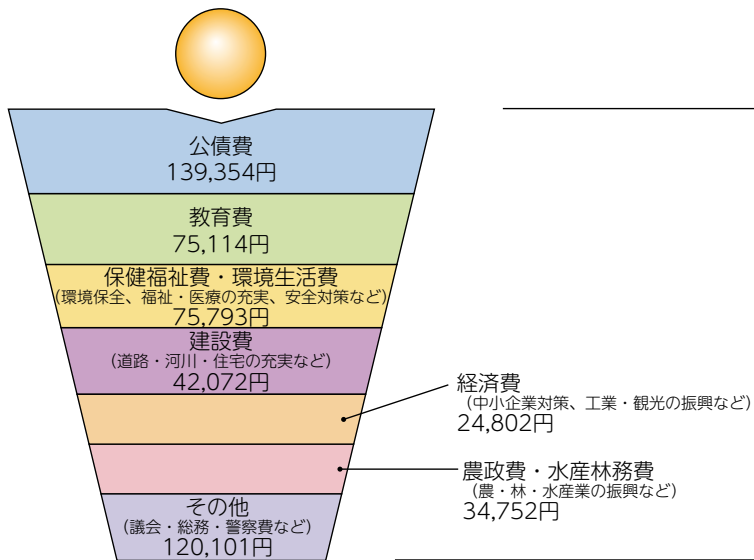 公債費
139,354円
教育費
75,114円
保健福祉費・環境生活費
(環境保全、福祉・医療の充実、安全対策など)
75,793円
建設費
(道路・河川・住宅の充実など)
42,072円
経済費
(中小企業対策、工業・観光の振興など)
24,802円
農政費・水産林務費
(農・林・水産業の振興など)
34,752円
その他
(議会・総務・警察費など)
120,101円